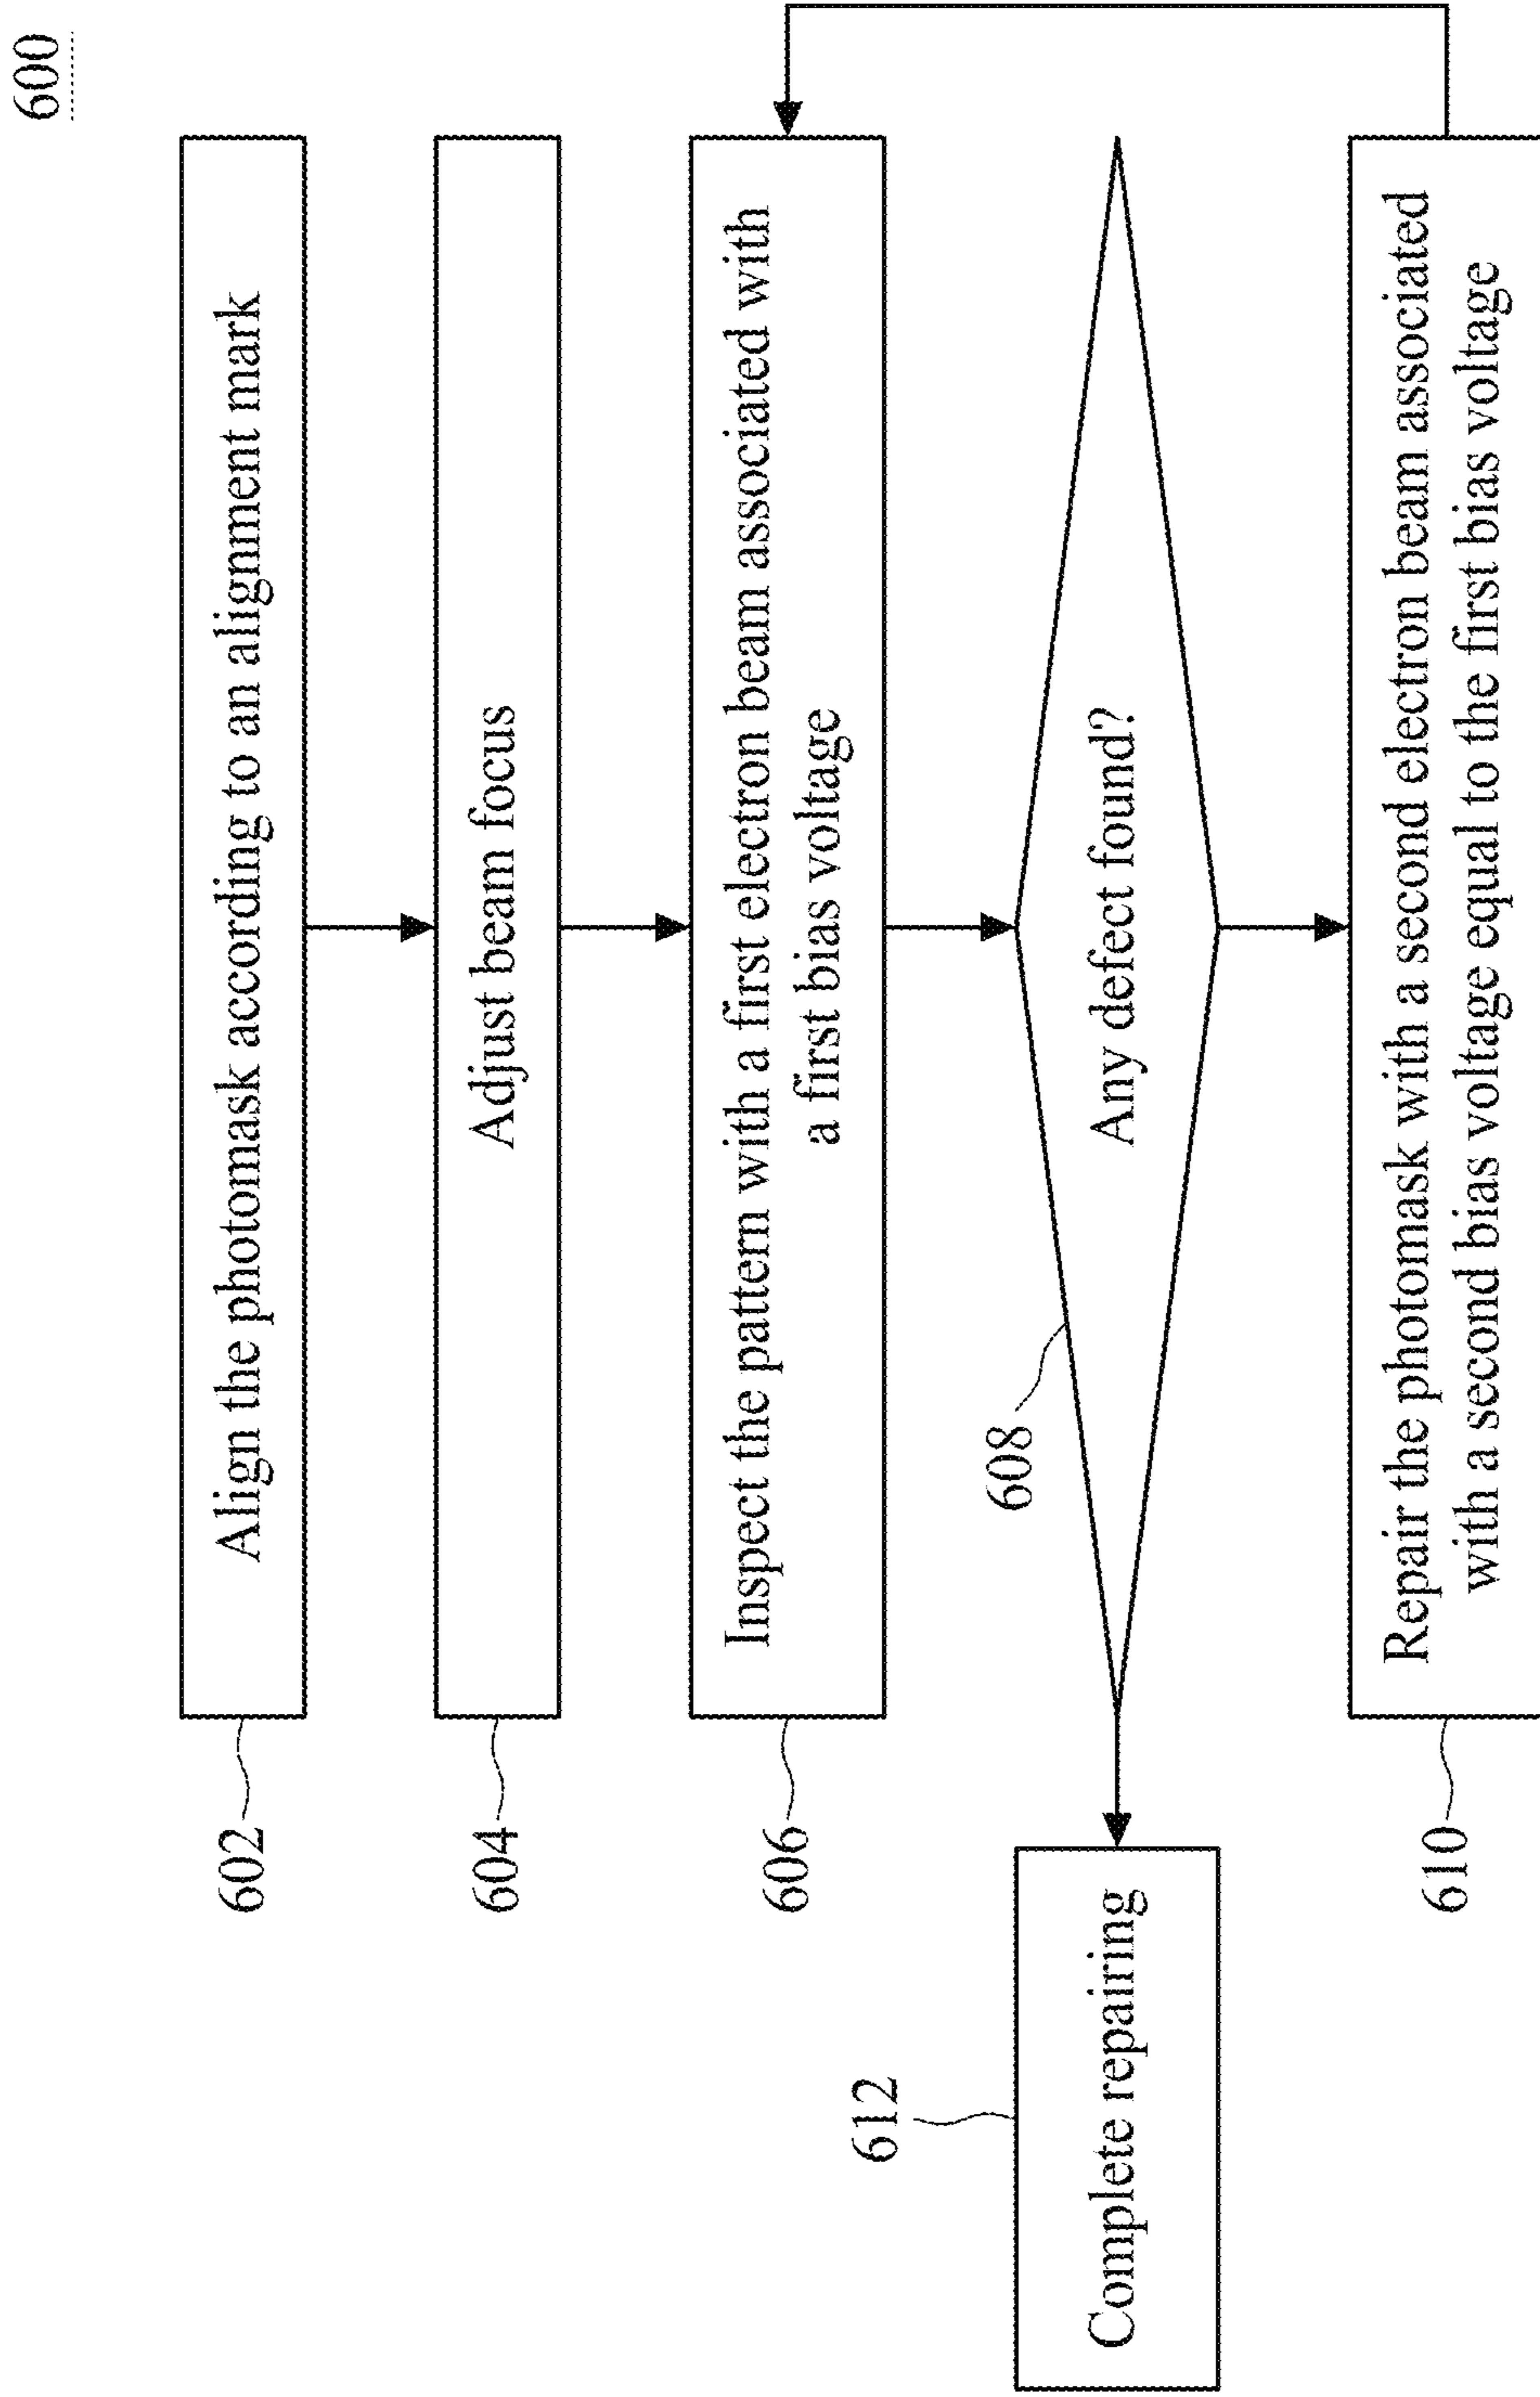 600
602
Align the photomask according to an alignment mark
604
Adjust beam focus
606
Inspect the pattern with a first electron beam associated with
a first bias voltage
608
Any defect found?
612
Complete repairing
610
Repair the photomask with a second electron beam associated
with a second bias voltage equal to the first bias voltage